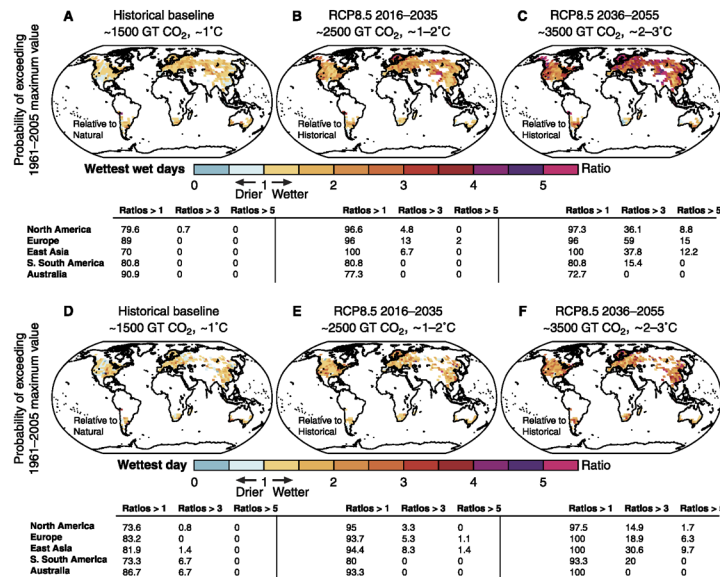 A Historical baseline ~1500 GT CO₂, ~1˚C
B RCP8.5 2016–2035 ~2500 GT CO₂, ~1–2˚C
C RCP8.5 2036–2055 ~3500 GT CO₂, ~2–3˚C
Probability of exceeding
1961–2005 maximum value
Relative to Natural
Relative to Historical
Relative to Historical
Wettest wet days
0 1 2 3 4 5 Ratio
Drier Wetter
Ratios > 1 Ratios > 3 Ratios > 5 Ratios > 1 Ratios > 3 Ratios > 5 Ratios > 1 Ratios > 3 Ratios > 5
North America 79.6 0.7 0 96.6 4.8 0 97.3 36.1 8.8
Europe 89 0 0 96 13 2 96 59 15
East Asia 70 0 0 100 6.7 0 100 37.8 12.2
S. South America 80.8 0 0 80.8 0 0 80.8 15.4 0
Australia 90.9 0 0 77.3 0 0 72.7 0 0
D Historical baseline ~1500 GT CO₂, ~1˚C
E RCP8.5 2016–2035 ~2500 GT CO₂, ~1–2˚C
F RCP8.5 2036–2055 ~3500 GT CO₂, ~2–3˚C
Probability of exceeding
1961–2005 maximum value
Relative to Natural
Relative to Historical
Relative to Historical
Wettest day
0 1 2 3 4 5 Ratio
Drier Wetter
Ratios > 1 Ratios > 3 Ratios > 5 Ratios > 1 Ratios > 3 Ratios > 5 Ratios > 1 Ratios > 3 Ratios > 5
North America 73.6 0.8 0 95 3.3 0 97.5 14.9 1.7
Europe 83.2 0 0 93.7 5.3 1.1 100 18.9 6.3
East Asia 81.9 1.4 0 94.4 8.3 1.4 100 30.6 9.7
S. South America 73.3 6.7 0 80 0 0 93.3 20 0
Australia 86.7 6.7 0 93.3 0 0 100 0 0